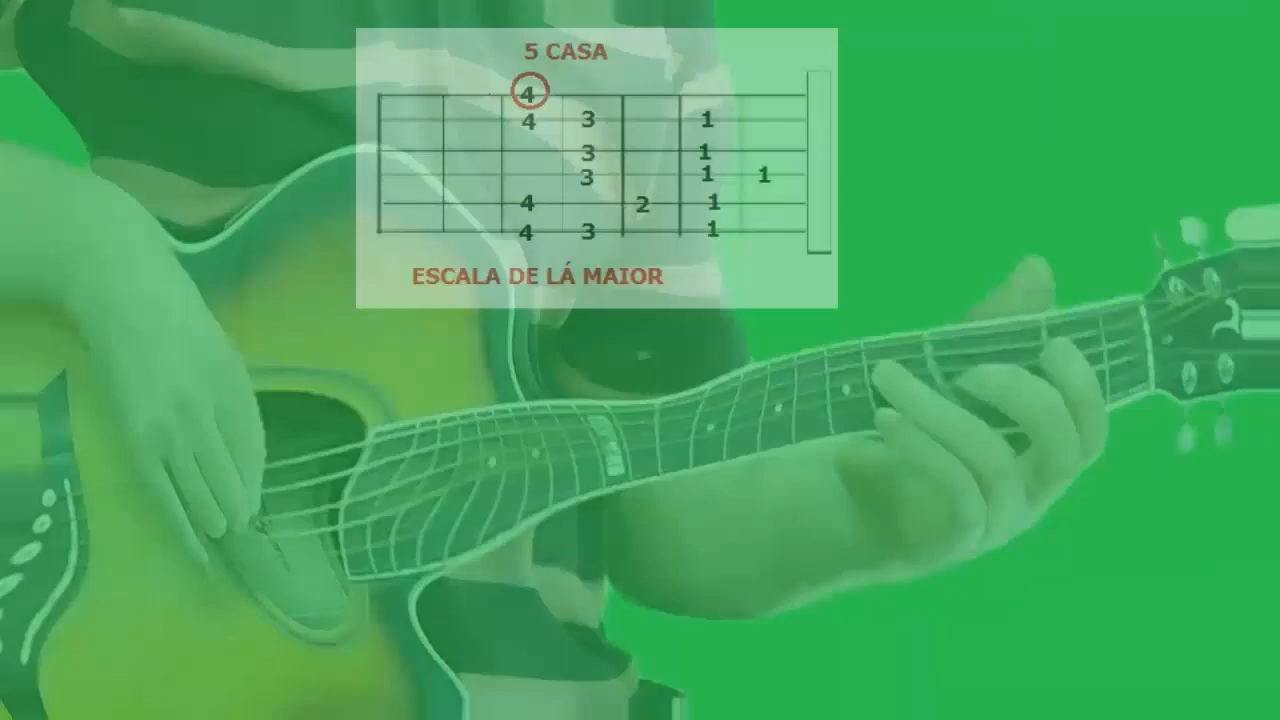 5 CASA
4
4 3 1
3 1
3 1 1
4 2 1
4 3 1
ESCALA DE LÁ MAIOR